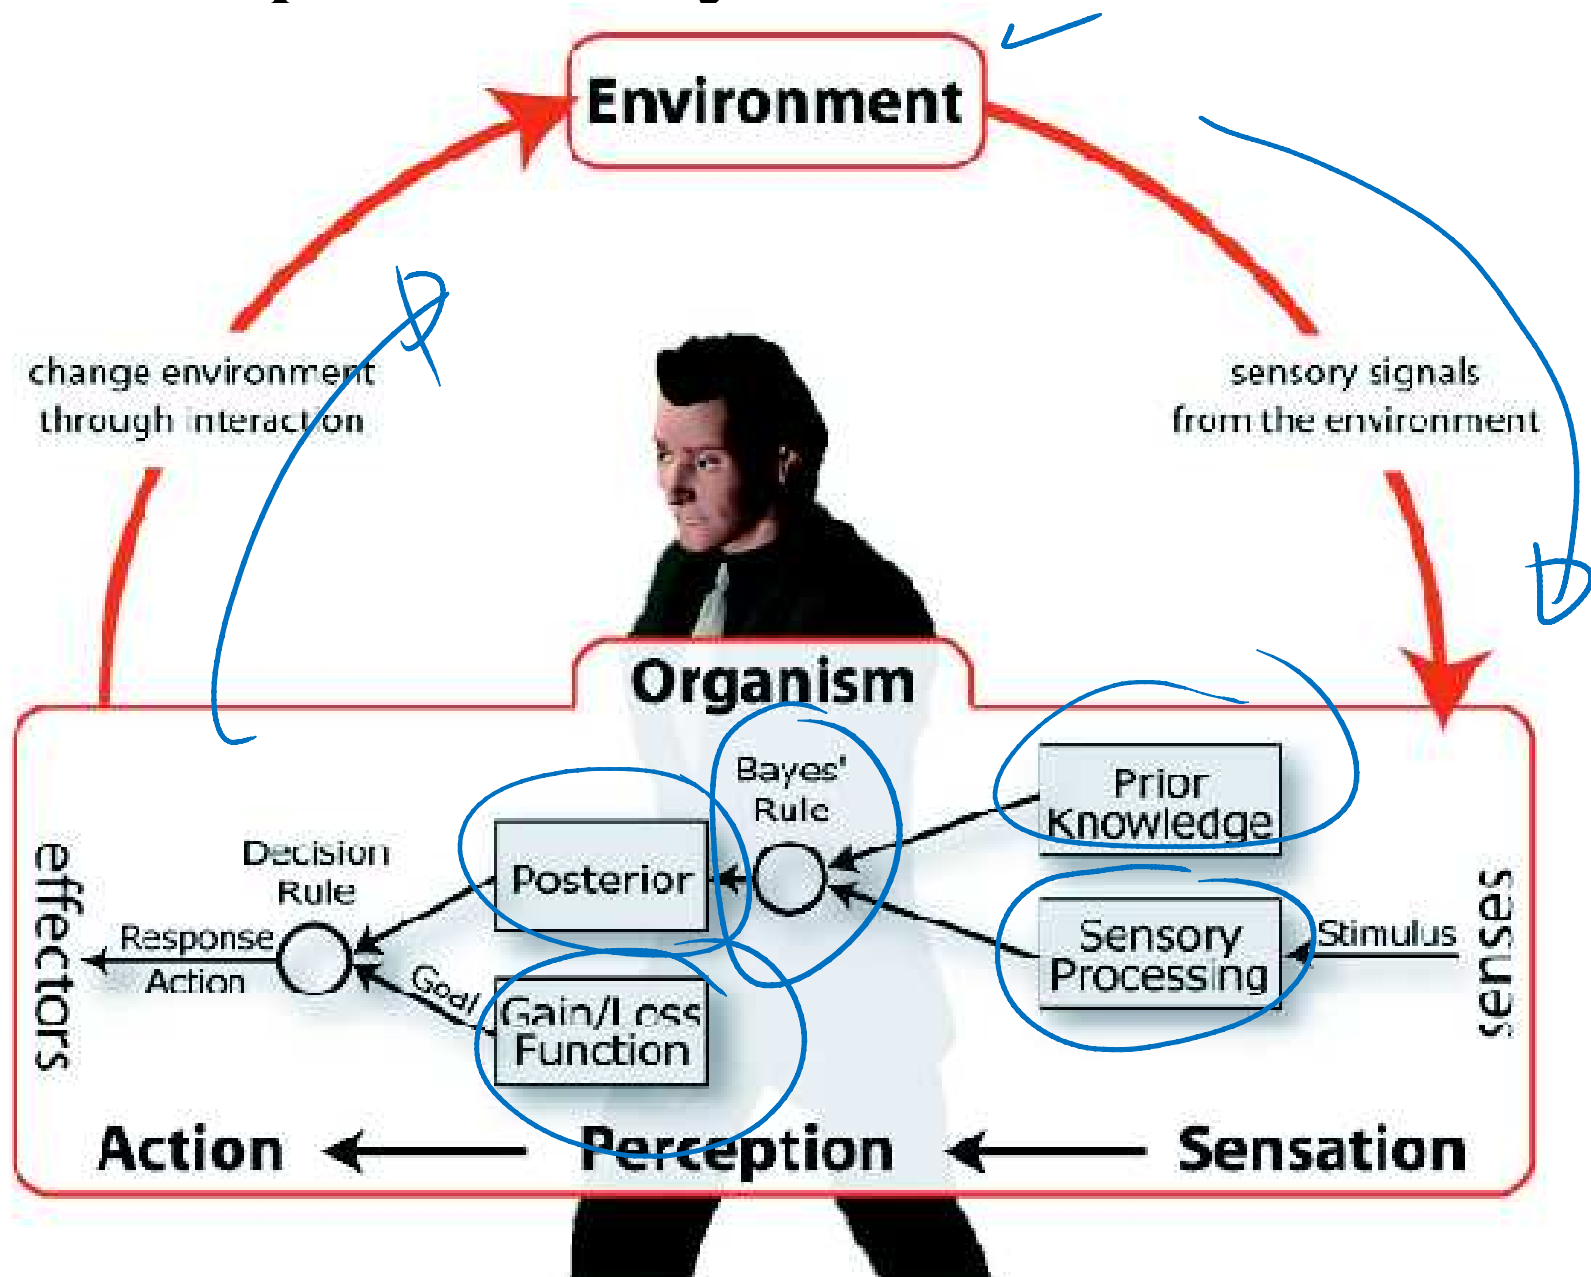 Environment
change environment
through interaction
sensory signals
from the environment
Organism
Bayes'
Rule
Prior
Knowledge
Decision
Rule
Posterior
effectors
Response
Action
Goal
Gain/Loss
Function
Sensory
Processing
Stimulus
senses
Action
Perception
Sensation